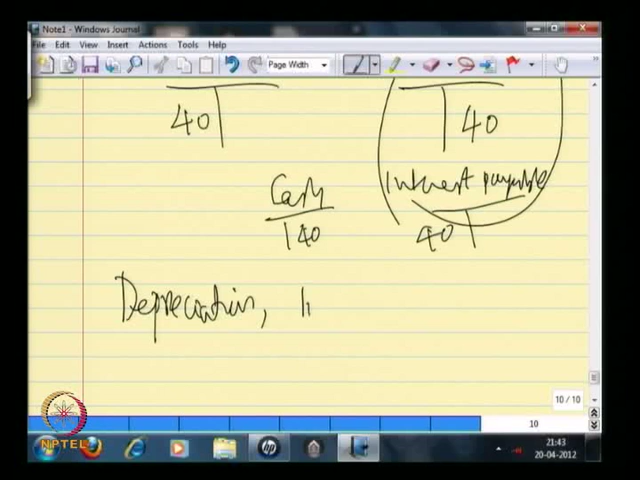 Note1 - Windows Journal
File Edit View Insert Actions Tools Help
Page Width
40 40
Cash Interest payable
140 40
Depreciation,
10 / 10
10
NPTEL
hp
21:43
20-04-2012